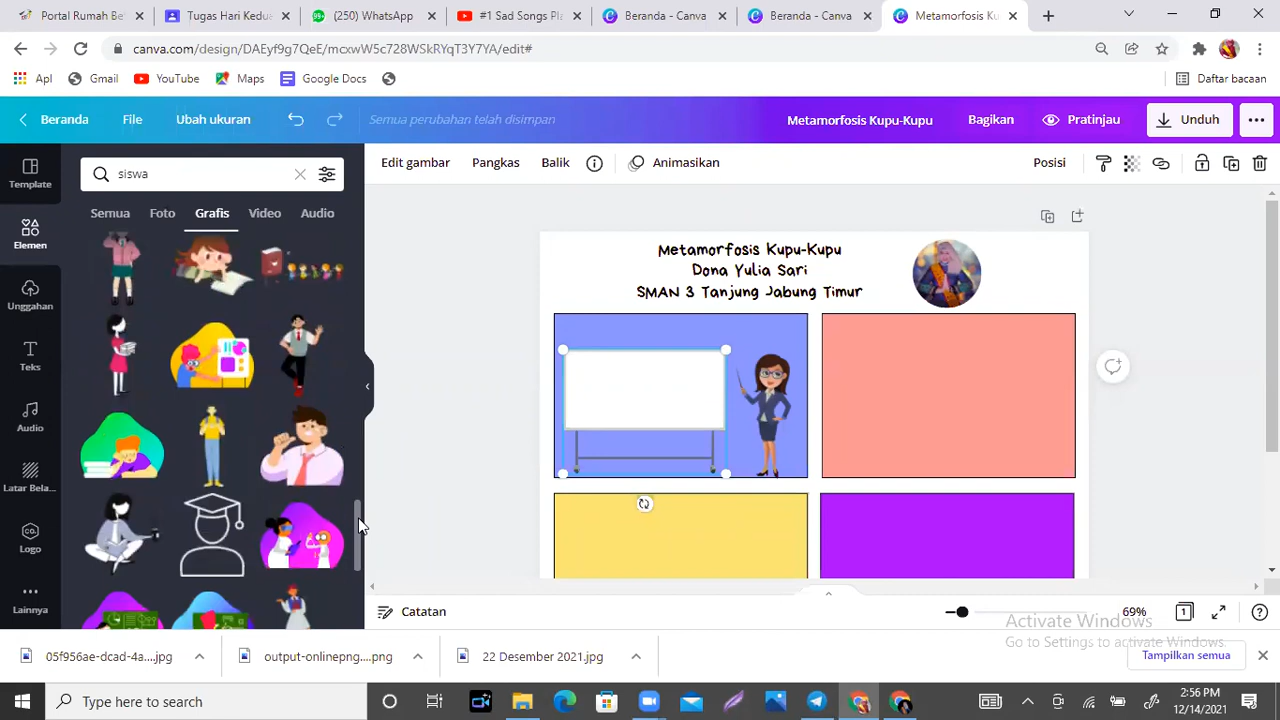 Portal Rumah Be
Tugas Hari Kedua
(250) WhatsApp
#1 Sad Songs Pla
Beranda - Canva
Beranda - Canva
Metamorfosis Ku
canva.com/design/DAEyf9g7QeE/mcxwW5c728WSkRYqT3Y7YA/edit#
Apl
Gmail
YouTube
Maps
Google Docs
Daftar bacaan
Beranda
File
Ubah ukuran
Semua perubahan telah disimpan
Metamorfosis Kupu-Kupu
Bagikan
Pratinjau
Unduh
Template
Elemen
Unggahan
Teks
Audio
Latar Bela...
Logo
Lainnya
siswa
Semua
Foto
Grafis
Video
Audio
Edit gambar
Pangkas
Balik
Animasikan
Posisi
Metamorfosis Kupu-Kupu
Dona Yulia Sari
SMAN 3 Tanjung Jabung Timur
Catatan
69%
1
Activate Windows
Go to Settings to activate Windows.
05f956ae-dcad-4a....jpg
output-onlinepng....png
22 Desember 2021.jpg
Tampilkan semua
Type here to search
2:56 PM
12/14/2021